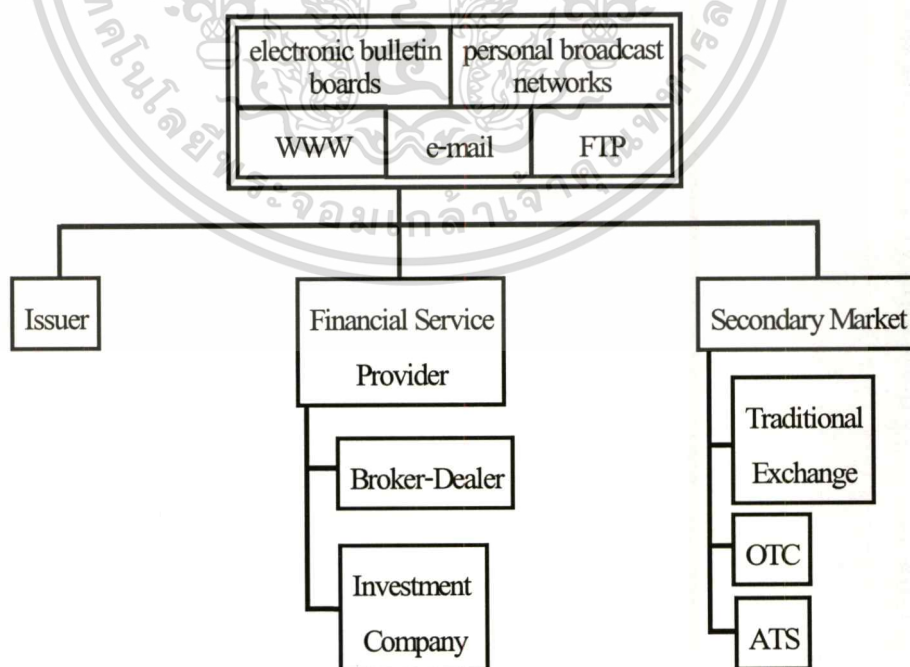 electronic bulletin
boards
personal broadcast
networks
WWW
e-mail
FTP
Issuer
Financial Service
Provider
Broker-Dealer
Investment
Company
Secondary Market
Traditional
Exchange
OTC
ATS